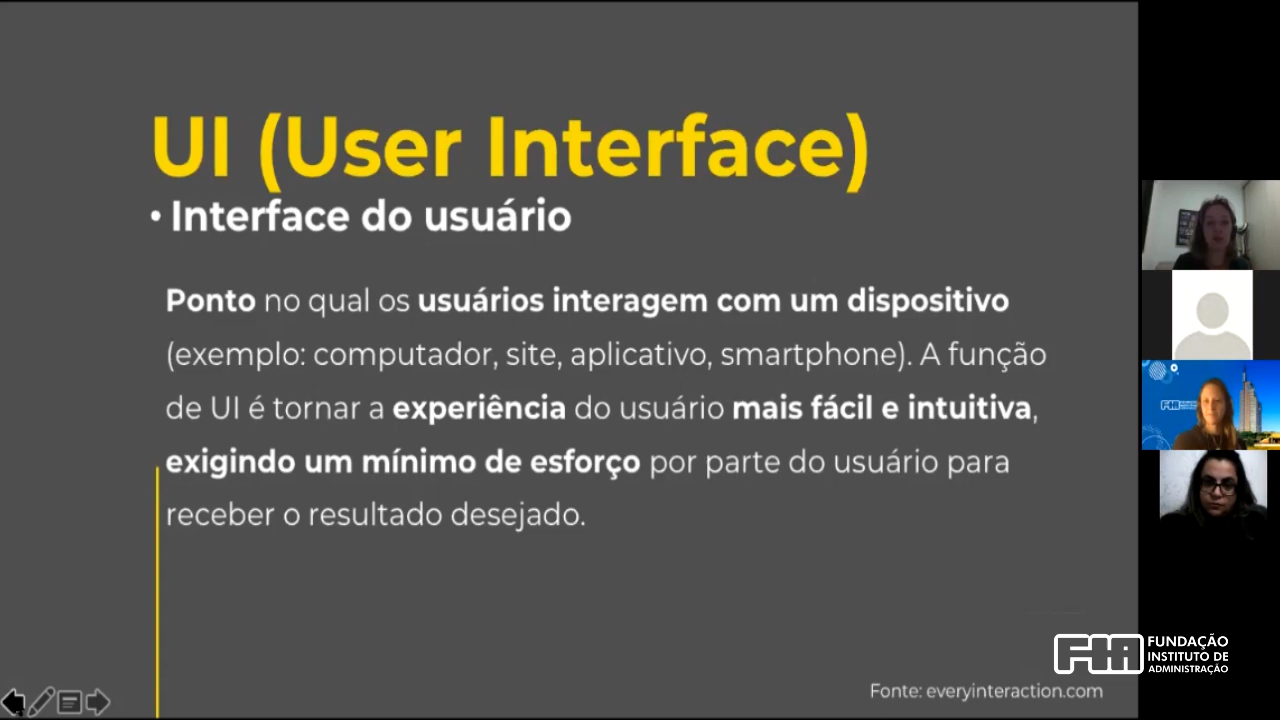 UI (User Interface)
• Interface do usuário
Ponto no qual os usuários interagem com um dispositivo
(exemplo: computador, site, aplicativo, smartphone). A função
de UI é tornar a experiência do usuário mais fácil e intuitiva,
exigindo um mínimo de esforço por parte do usuário para
receber o resultado desejado.
FIA
FUNDAÇÃO
INSTITUTO DE
ADMINISTRAÇÃO
Fonte: everyinteraction.com
FIA